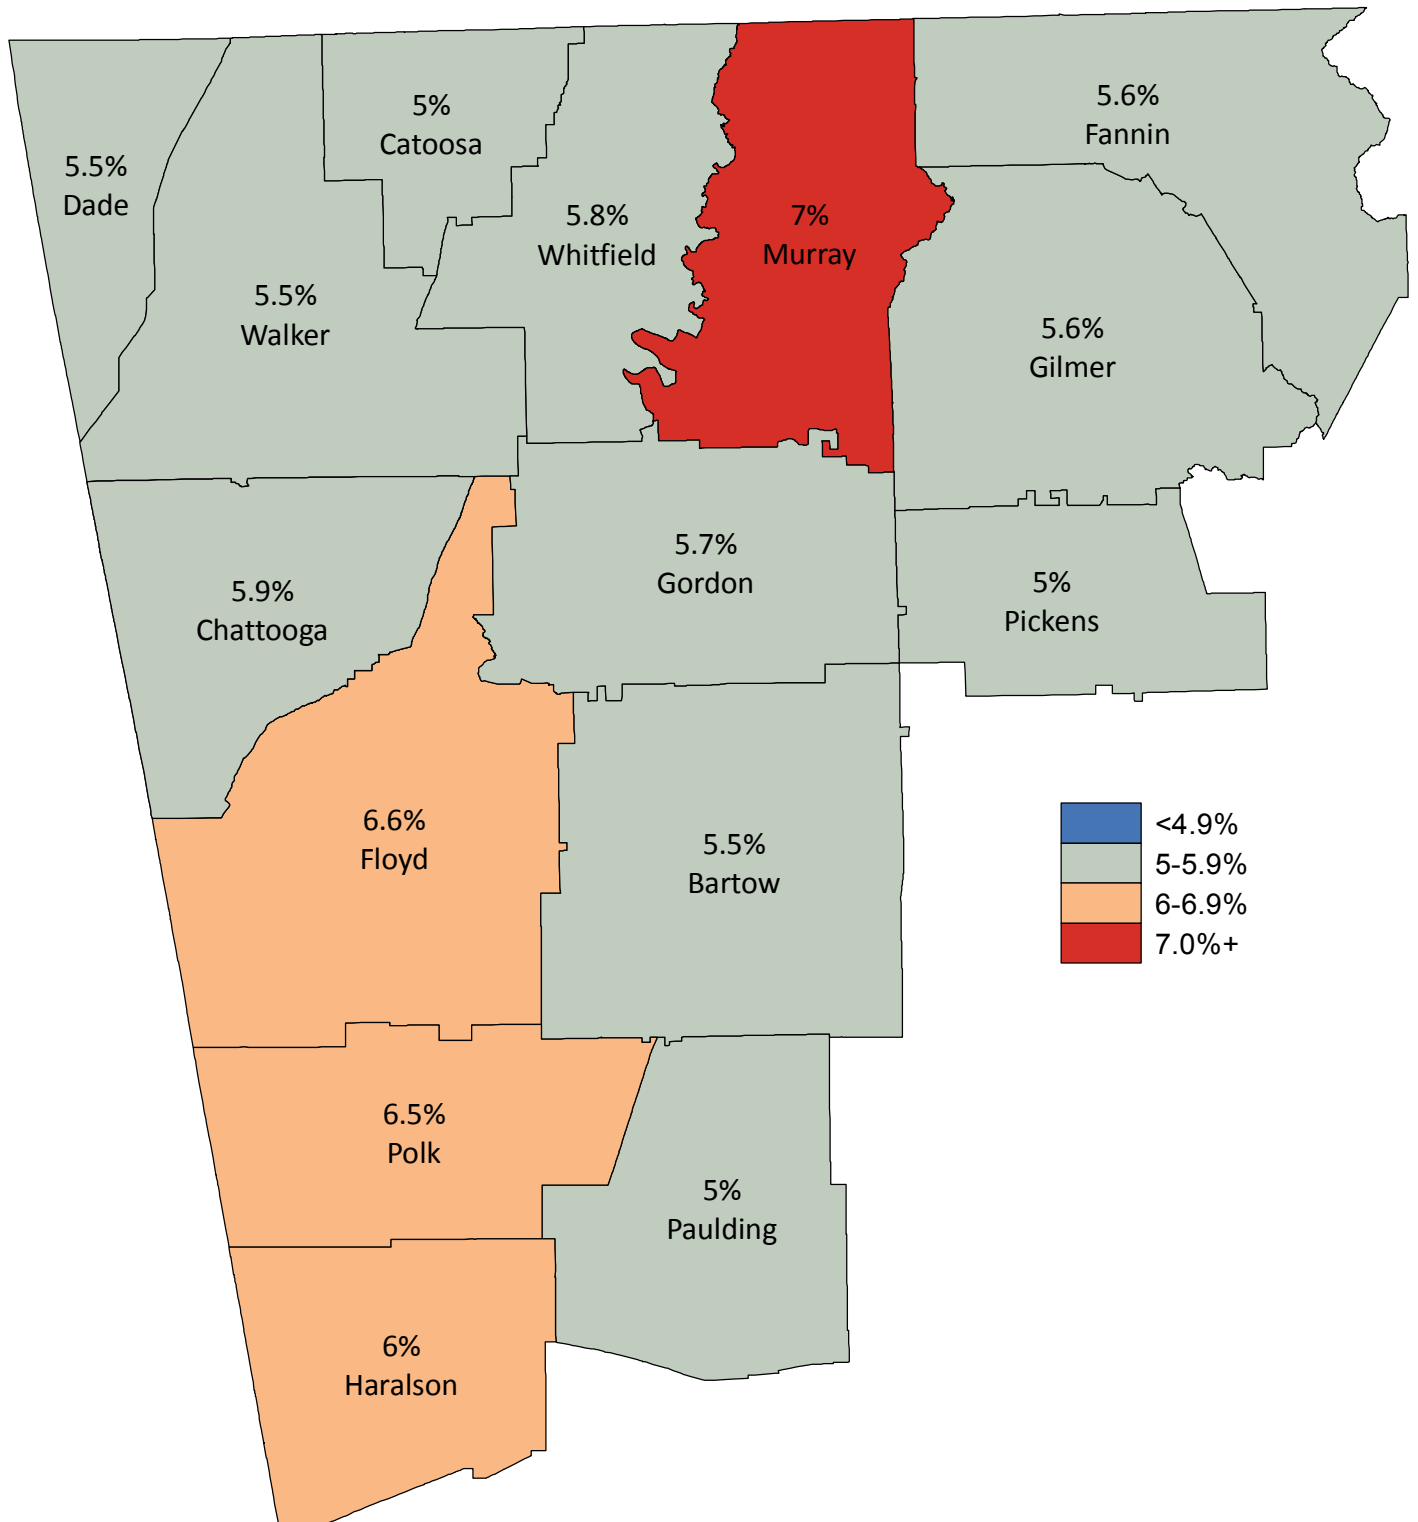 5%
Catoosa
5.6%
Fannin
5.5%
Dade
5.8%
Whitfield
7%
Murray
5.5%
Walker
5.6%
Gilmer
5.7%
Gordon
5.9%
Chattooga
5%
Pickens
6.6%
Floyd
5.5%
Bartow
<4.9%
5-5.9%
6-6.9%
7.0%+
6.5%
Polk
5%
Paulding
6%
Haralson